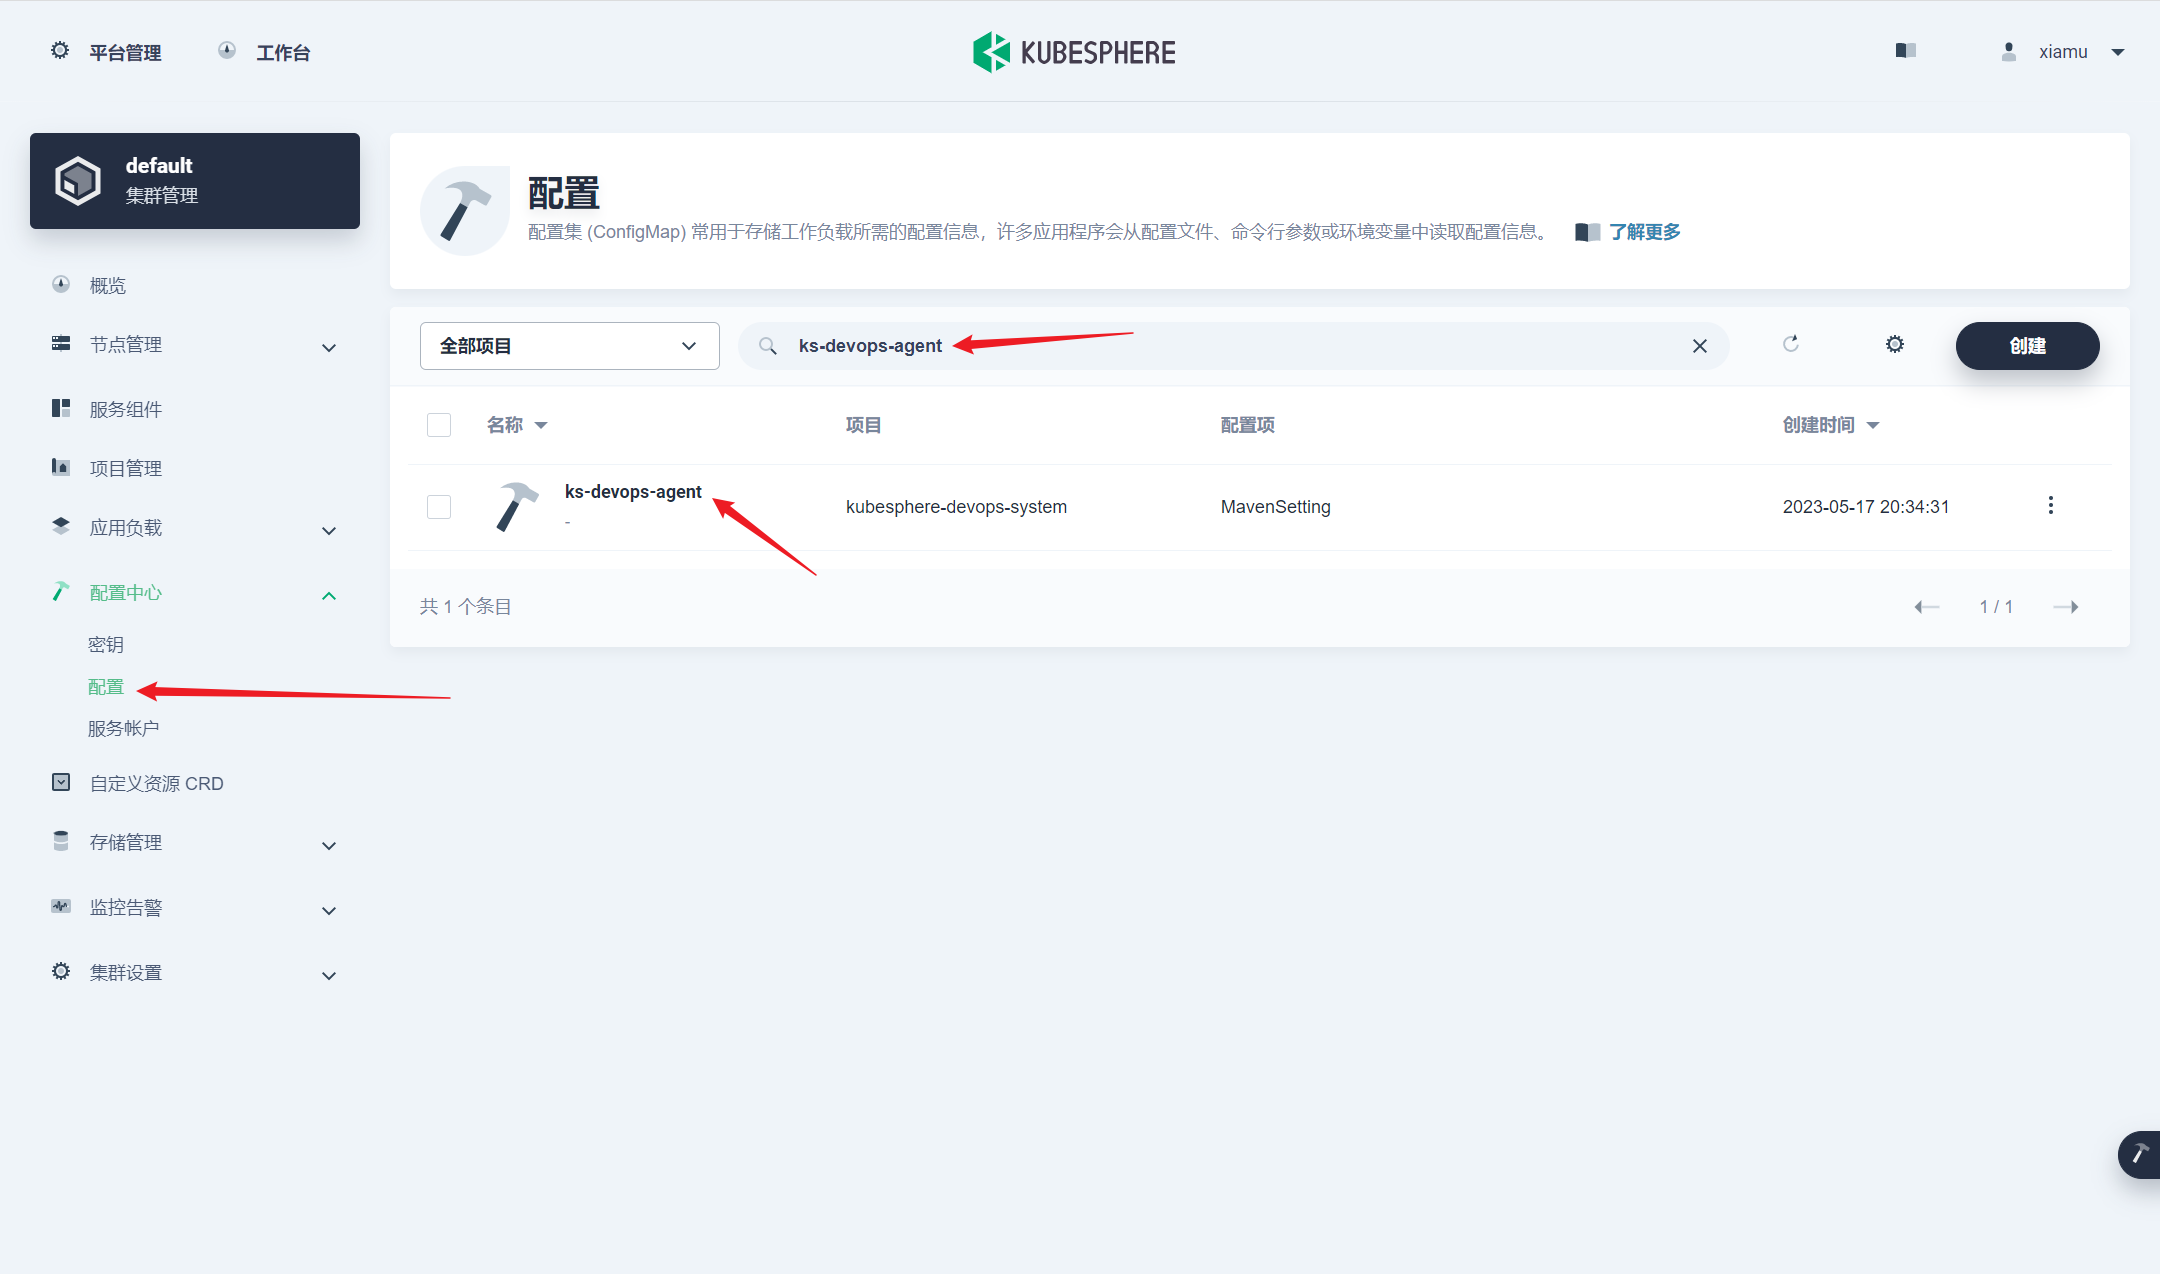 平台管理
工作台
KUBESPHERE
xiamu
default
集群管理
概览
节点管理
服务组件
项目管理
应用负载
配置中心
密钥
配置
服务帐户
自定义资源 CRD
存储管理
监控告警
集群设置
配置
配置集 (ConfigMap) 常用于存储工作负载所需的配置信息，许多应用程序会从配置文件、命令行参数或环境变量中读取配置信息。 了解更多
全部项目
ks-devops-agent
创建
名称 项目 配置项 创建时间
ks-devops-agent kubesphere-devops-system MavenSetting 2023-05-17 20:34:31
-
共 1 个条目
1 / 1